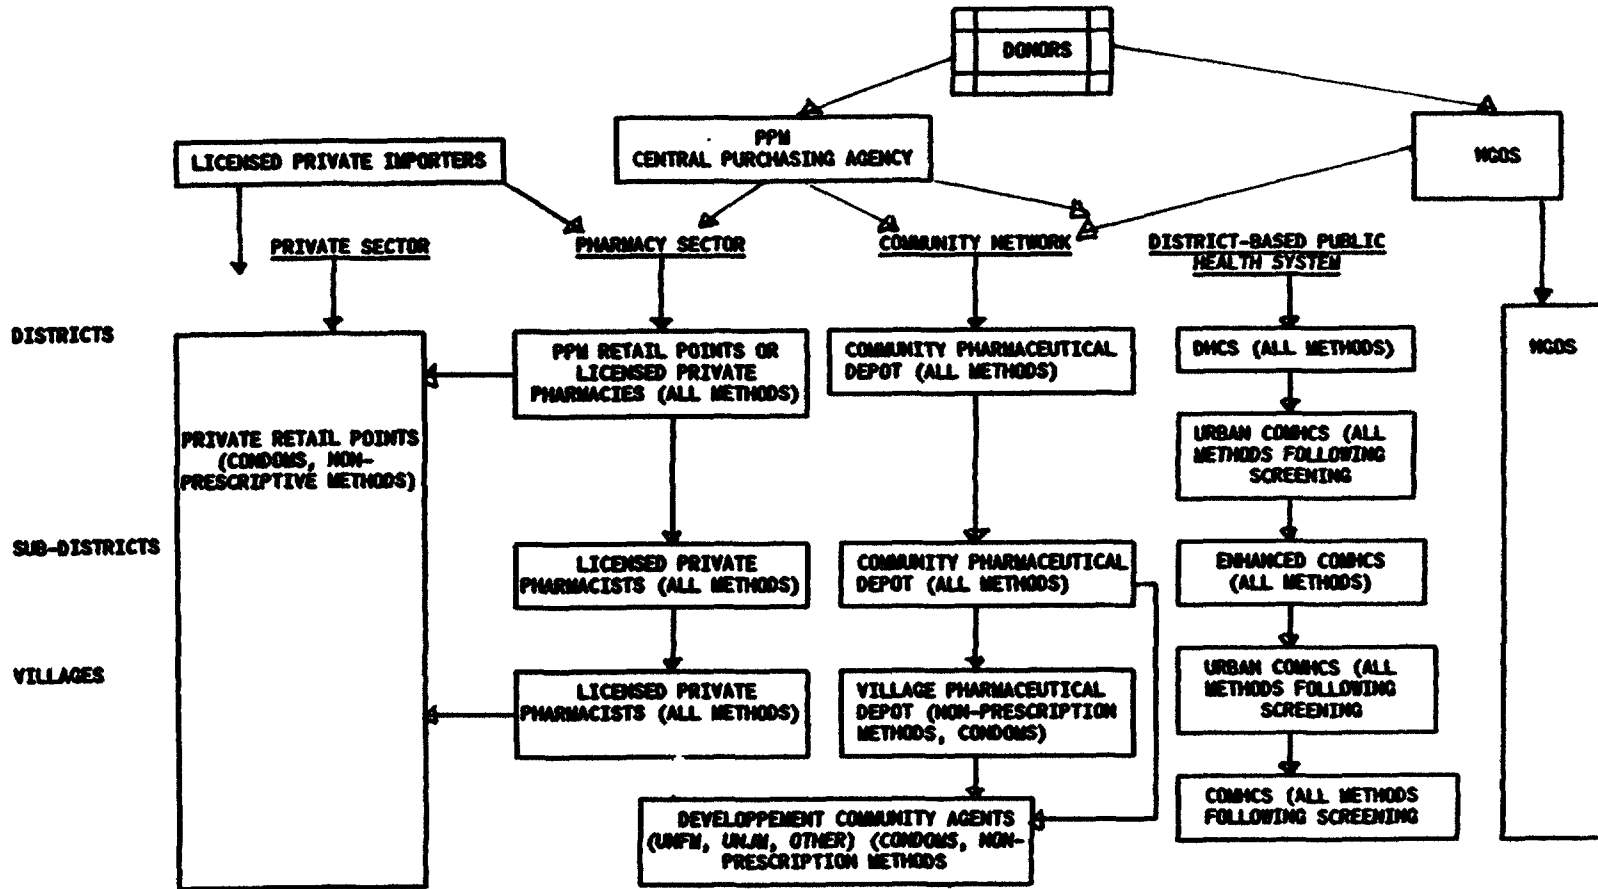 DONORS
PPM
CENTRAL PURCHASING AGENCY
LICENSED PRIVATE IMPORTERS
NGOS
PRIVATE SECTOR
PHARMACY SECTOR
COMMUNITY NETWORK
DISTRICT-BASED PUBLIC
HEALTH SYSTEM
DISTRICTS
PPM RETAIL POINTS OR
LICENSED PRIVATE
PHARMACIES (ALL METHODS)
COMMUNITY PHARMACEUTICAL
DEPOT (ALL METHODS)
DHCS (ALL METHODS)
NGOS
URBAN COMHCS (ALL
METHODS FOLLOWING
SCREENING
PRIVATE RETAIL POINTS
(CONDOMS, NON-
PRESCRIPTIVE METHODS)
SUB-DISTRICTS
LICENSED PRIVATE
PHARMACISTS (ALL METHODS)
COMMUNITY PHARMACEUTICAL
DEPOT (ALL METHODS)
ENHANCED COMHCS
(ALL METHODS)
VILLAGES
LICENSED PRIVATE
PHARMACISTS (ALL METHODS)
VILLAGE PHARMACEUTICAL
DEPOT (NON-PRESCRIPTION
METHODS, CONDOMS)
URBAN COMHCS (ALL
METHODS FOLLOWING
SCREENING
DEVELOPPEMENT COMMUNITY AGENTS
(UNFM, UNJM, OTHER) (CONDOMS, NON-
PRESCRIPTION METHODS
COMHCS (ALL METHODS
FOLLOWING SCREENING